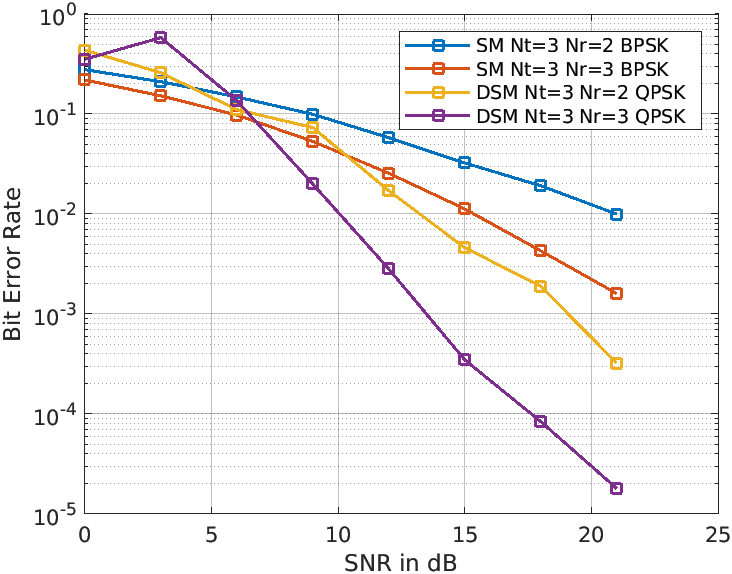 10^0
10^-1
10^-2
10^-3
10^-4
10^-5
Bit Error Rate
SM Nt=3 Nr=2 BPSK
SM Nt=3 Nr=3 BPSK
DSM Nt=3 Nr=2 QPSK
DSM Nt=3 Nr=3 QPSK
0 5 10 15 20 25
SNR in dB